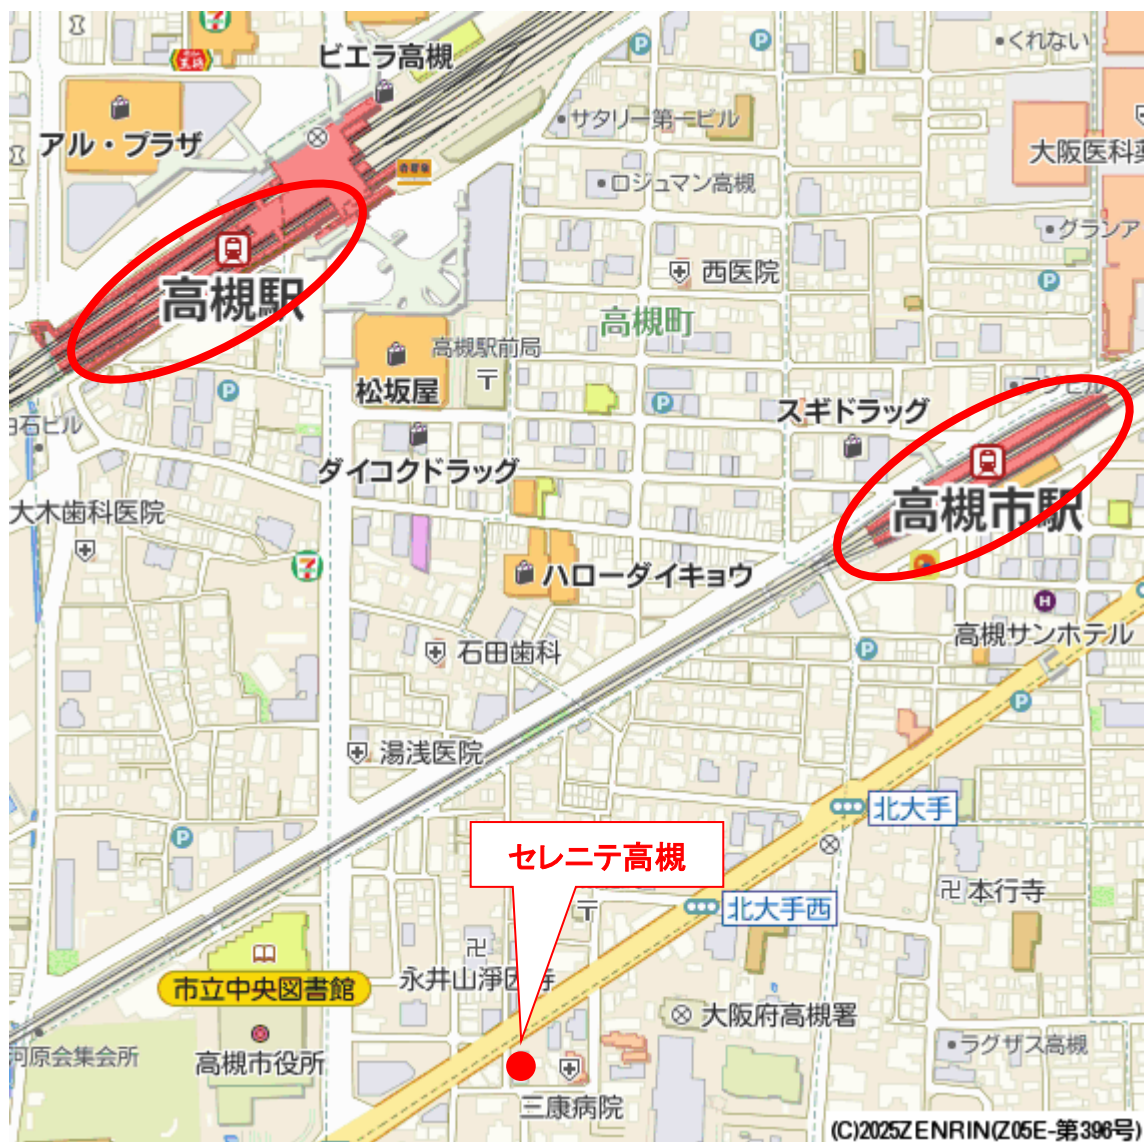 ビエラ高槻
くれない
サタリー第一ビル
アル・プラザ
大阪医科薬
ロジュマン高槻
グランア
西医院
高槻駅
高槻町
高槻駅前局
松坂屋
スギドラッグ
白石ビル
ダイコクドラッグ
大木歯科医院
高槻市駅
ハローダイキョウ
高槻サンホテル
石田歯科
湯浅医院
北大手
セレニテ高槻
本行寺
北大手西
永井山淨因寺
市立中央図書館
大阪府高槻署
河原会集会所
高槻市役所
ラグザス高槻
三康病院
(C)2025ZENRIN(Z05E-第396号)